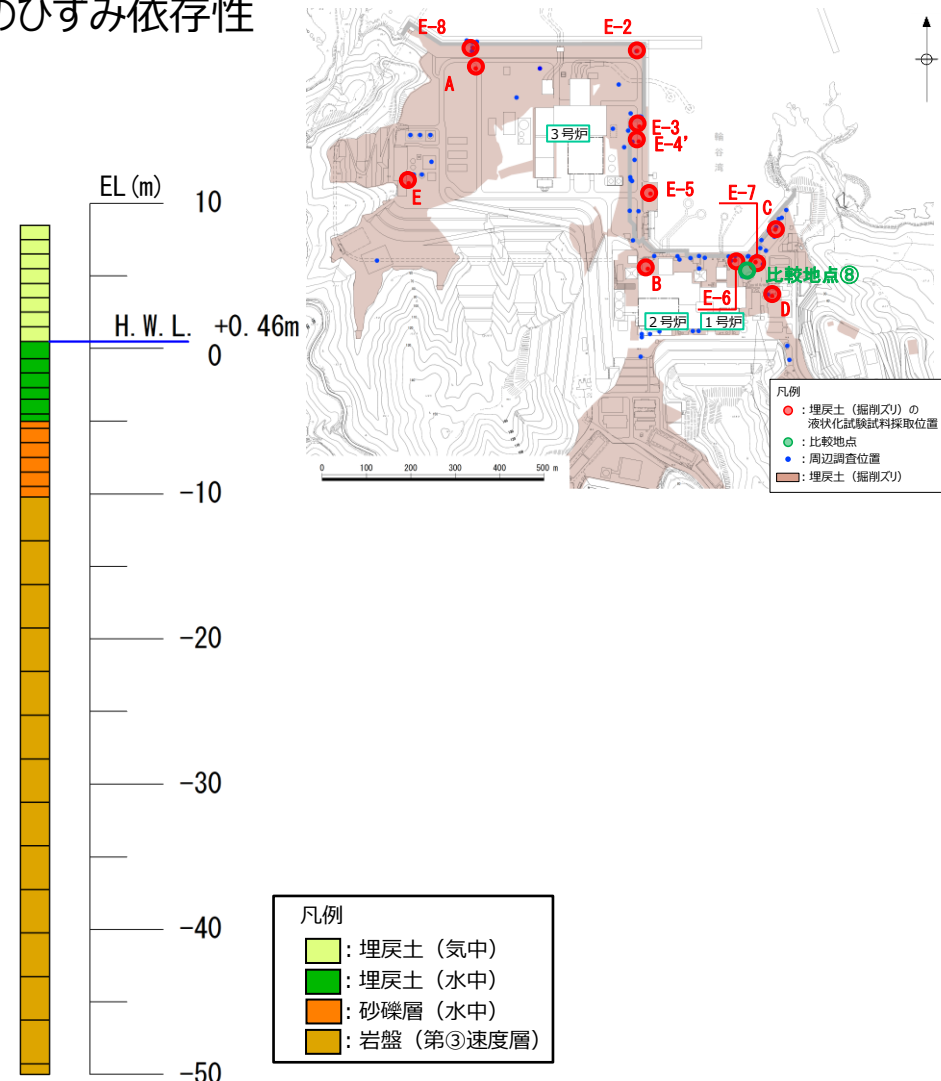 のひずみ依存性
E-8
E-2
A
3号炉
E-3
E-4'
輪谷湾
E
E-5
E-7
C
B
比較地点⑧
E-6
D
2号炉
1号炉
凡例
：埋戻土（掘削ズリ）の
液状化試験試料採取位置
：比較地点
：周辺調査位置
：埋戻土（掘削ズリ）
0 100 200 300 400 500 m
EL(m)
10
H.W.L. +0.46m
0
-10
-20
-30
-40
-50
凡例
：埋戻土（気中）
：埋戻土（水中）
：砂礫層（水中）
：岩盤（第③速度層）